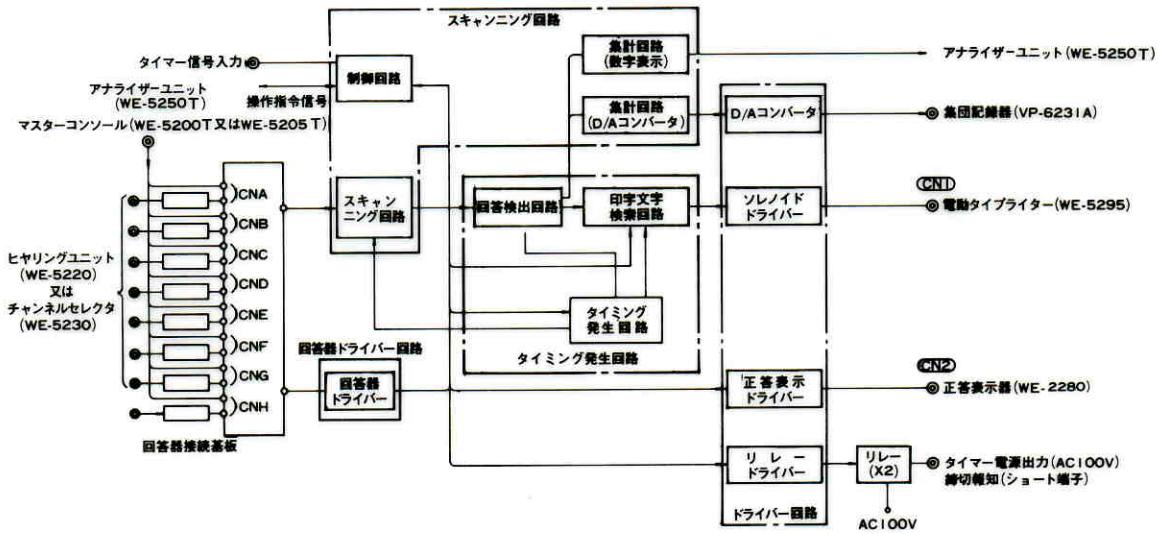 スキャンニング回路
タイマー信号入力
制御回路
集計回路
(数字表示)
アナライザーユニット(WE-5250T)
アナライザーユニット
(WE-5250T)
操作指令信号
マスターコンソール(WE-5200T又はWE-5205T)
集計回路
(D/Aコンバータ)
D/Aコンバータ
集団記録器(VP-6231A)
CNA
CNB
CNC
CND
CNE
CNF
CNG
CNH
ヒヤリングユニット
(WE-5220)
又は
チャンネルセレクタ
(WE-5230)
回答器接続基板
スキャン
ニング回路
回答検出回路
印字文字
検索回路
ソレノイド
ドライバー
CN1
電動タイプライター(WE-5295)
タイミング
発生回路
タイミング発生回路
回答器ドライバー回路
回答器
ドライバー
正答表示
ドライバー
CN2
正答表示器(WE-2280)
リレー
ドライバー
リレー
(X2)
タイマー電源出力(AC100V)
締切報知(ショート端子)
ドライバー回路
AC100V